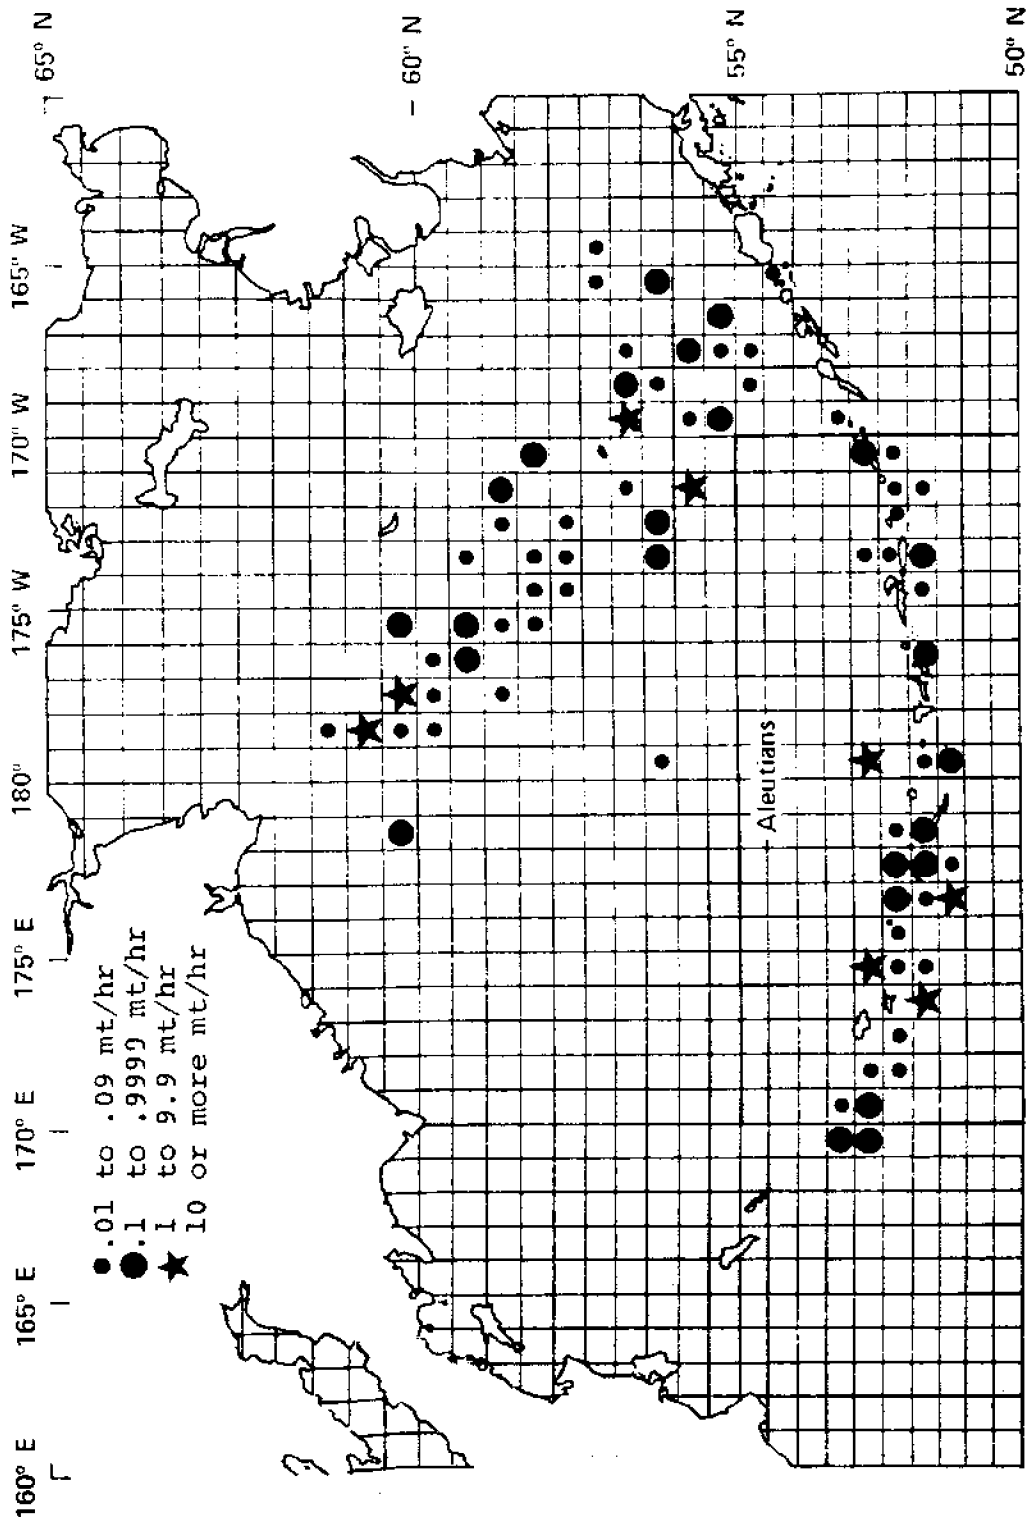 160° E
165° E
170° E
175° E
180°
175° W
170° W
165° W
65° N
60° N
55° N
50° N
.01 to .09 mt/hr
.1 to .9999 mt/hr
1 to 9.9 mt/hr
10 or more mt/hr
Aleutians